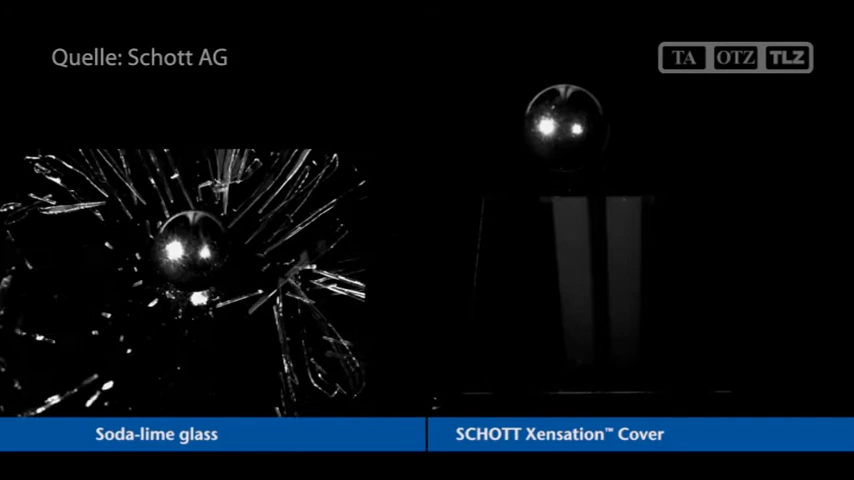 Quelle: Schott AG
TA OTZ TLZ
Soda-lime glass
SCHOTT Xensation™ Cover